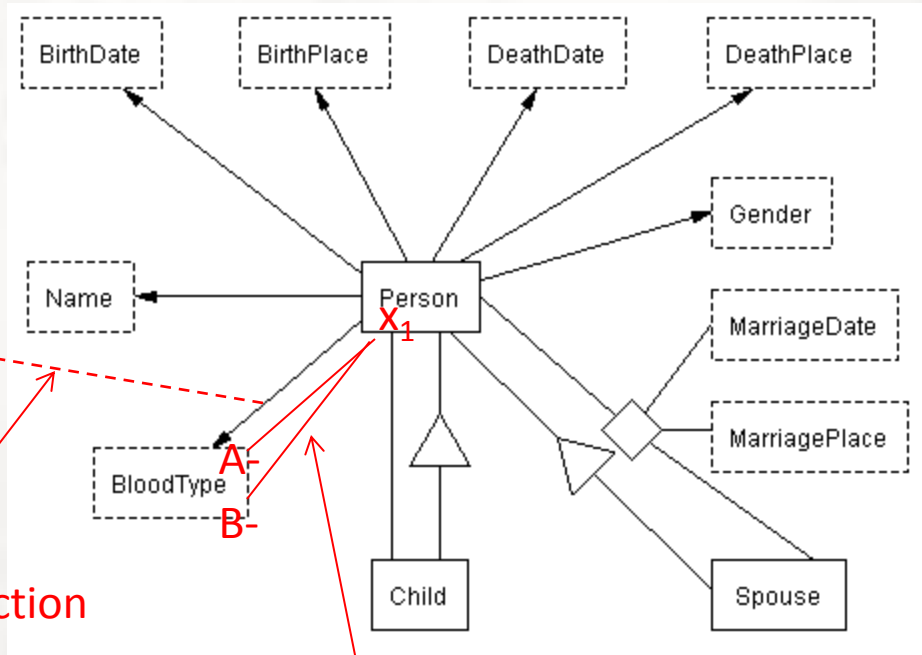 BirthDate
BirthPlace
DeathDate
DeathPlace
Gender
Name
Person
x₁
MarriageDate
MarriagePlace
A-
BloodType
B-
ction
Child
Spouse